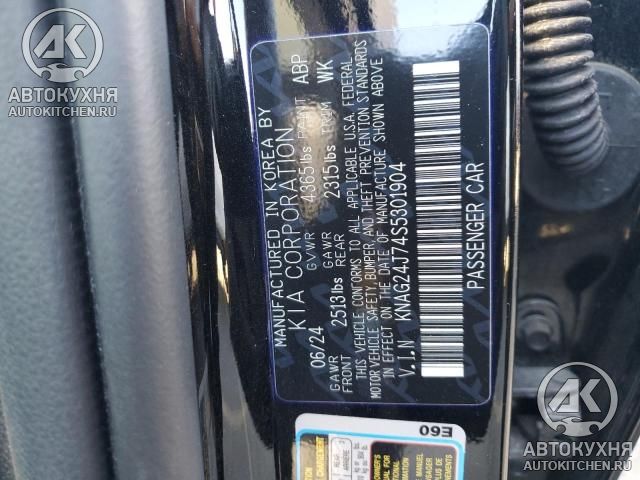 АВТОКУХНЯ
AUTOKITCHEN.RU
MANUFACTURED IN KOREA BY
KIA CORPORATION
06/24 GVWR 4365lbs PAINT ABP
GAWR FRONT 2513lbs GAWR REAR 2315lbs TRIM WK
THIS VEHICLE CONFORMS TO ALL APPLICABLE U.S.A. FEDERAL
MOTOR VEHICLE SAFETY, BUMPER, AND THEFT PREVENTION STANDARDS
IN EFFECT ON THE DATE OF MANUFACTURE SHOWN ABOVE
V.I.N KNAG24J74S5301904
PASSENGER CAR
E60
АВТОКУХНЯ
AUTOKITCHEN.RU